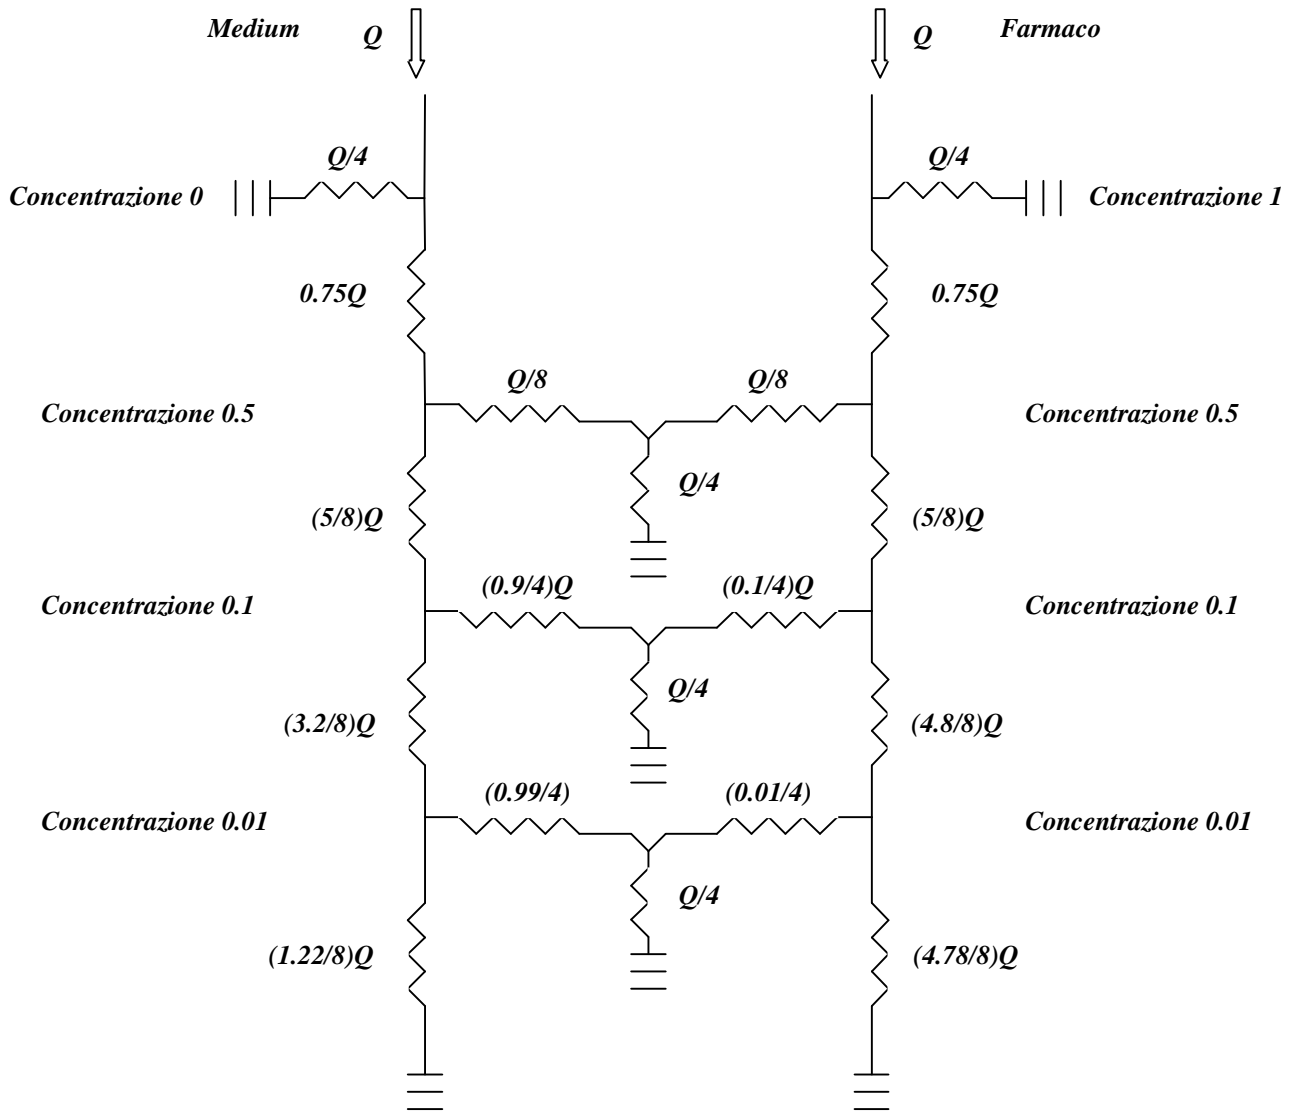 Medium Q Q Farmaco
Q/4 Q/4
Concentrazione 0 Concentrazione 1
0.75Q 0.75Q
Q/8 Q/8
Concentrazione 0.5 Concentrazione 0.5
Q/4
(5/8)Q (5/8)Q
(0.9/4)Q (0.1/4)Q
Concentrazione 0.1 Concentrazione 0.1
Q/4
(3.2/8)Q (4.8/8)Q
(0.99/4) (0.01/4)
Concentrazione 0.01 Concentrazione 0.01
Q/4
(1.22/8)Q (4.78/8)Q